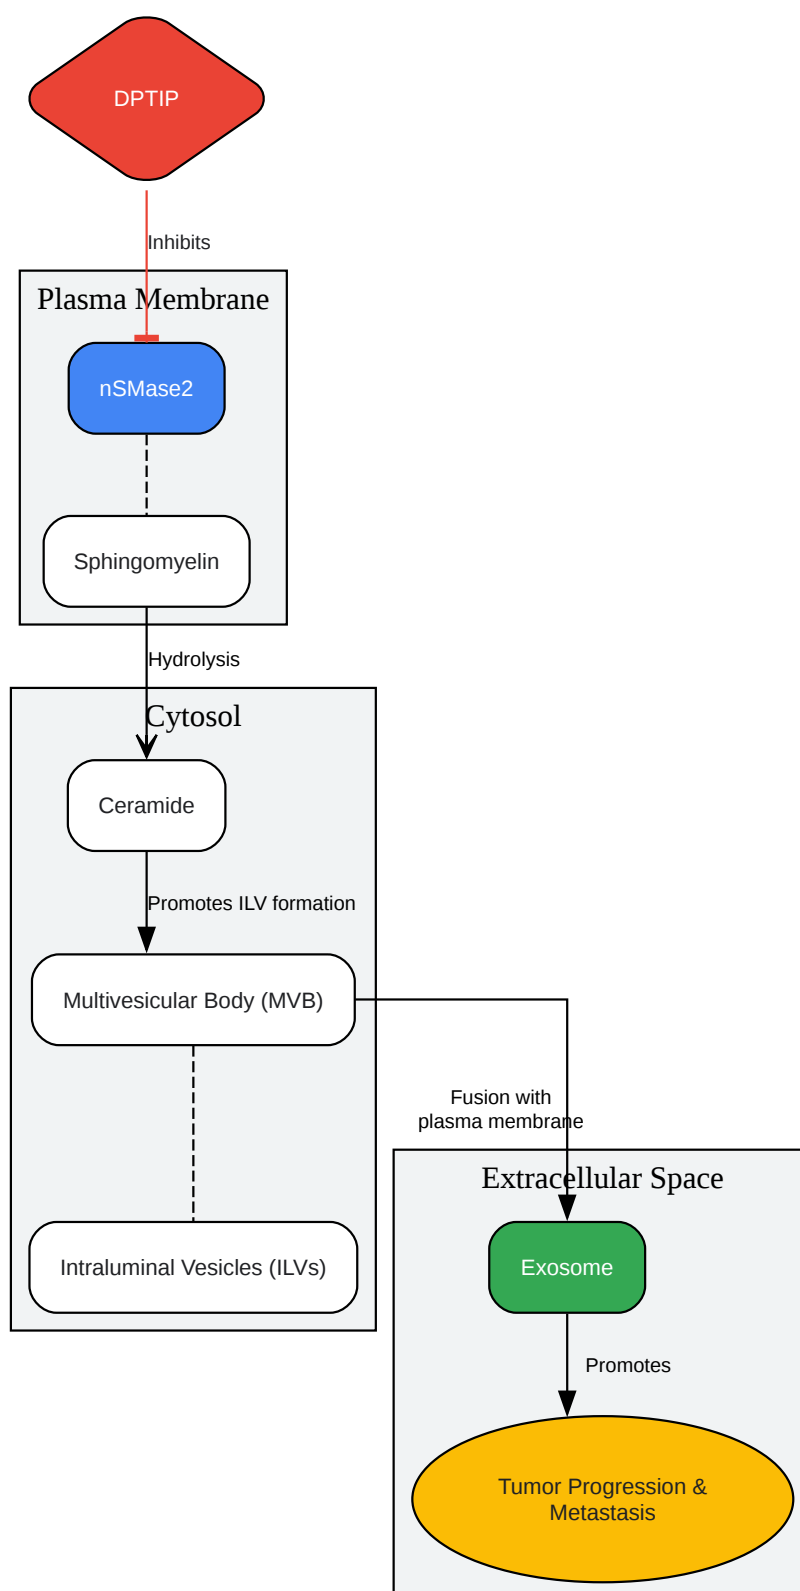 DPTIP
Inhibits
Plasma Membrane
nSMase2
Sphingomyelin
Hydrolysis
Cytosol
Ceramide
Promotes ILV formation
Multivesicular Body (MVB)
Fusion with
plasma membrane
Extracellular Space
Intraluminal Vesicles (ILVs)
Exosome
Promotes
Tumor Progression &
Metastasis